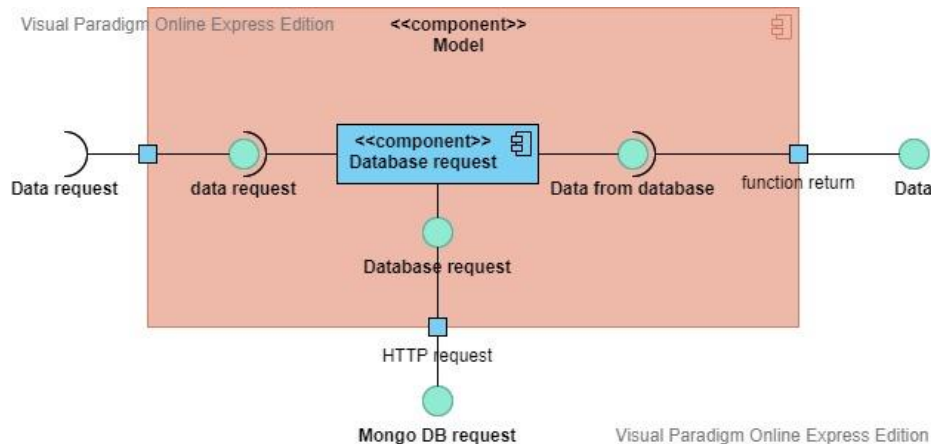 Visual Paradigm Online Express Edition
<<component>>
Model
<<component>>
Database request
Data request
data request
Data from database
function return
Data
Database request
HTTP request
Mongo DB request
Visual Paradigm Online Express Edition